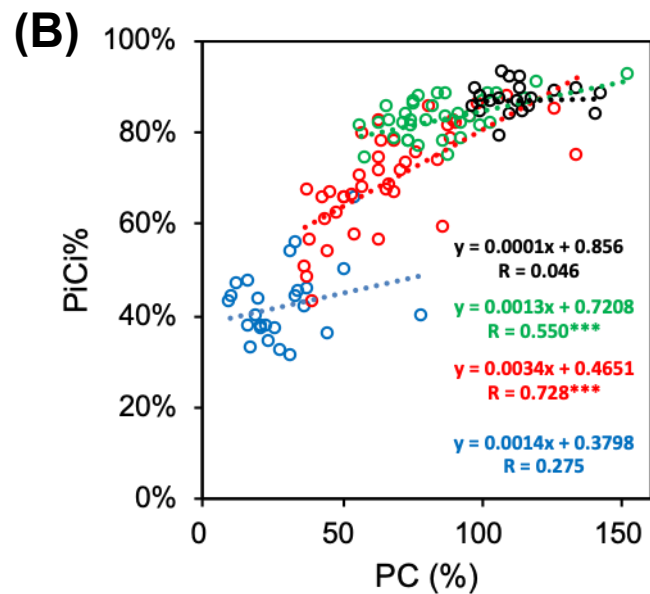 (B)
100%
80%
60%
40%
20%
0%
PiCi%
y = 0.0001x + 0.856
R = 0.046
y = 0.0013x + 0.7208
R = 0.550***
y = 0.0034x + 0.4651
R = 0.728***
y = 0.0014x + 0.3798
R = 0.275
0 50 100 150
PC (%)